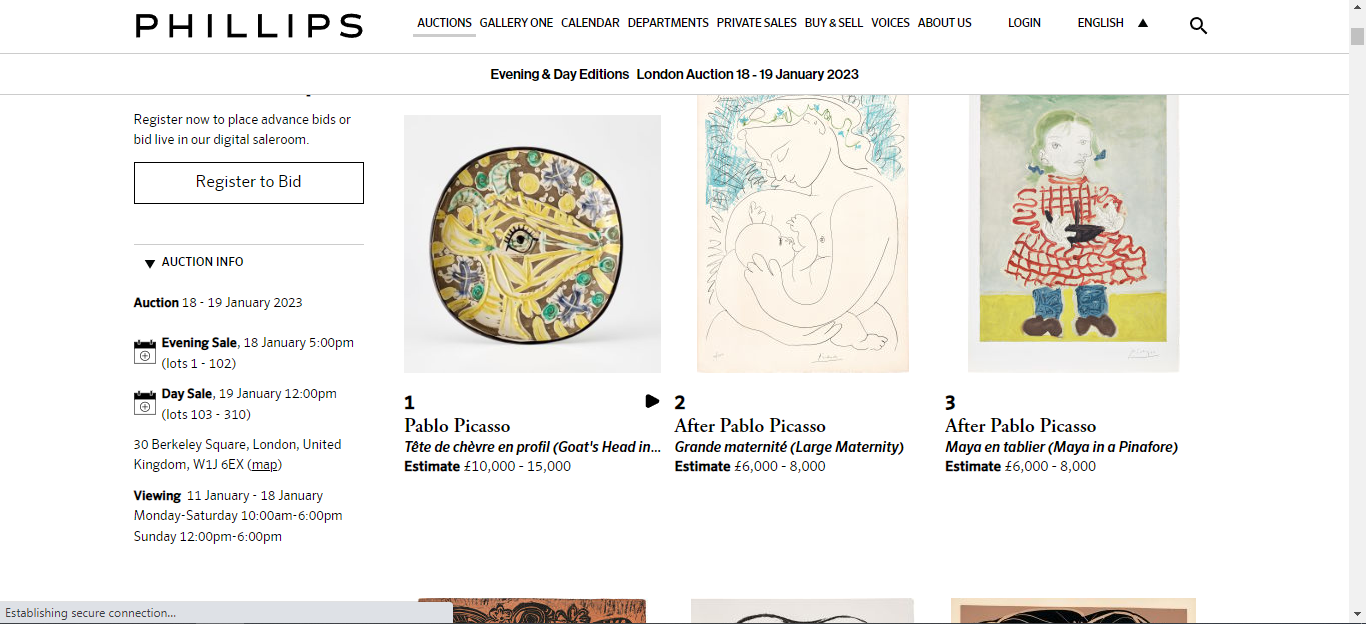 PHILLIPS
AUCTIONS GALLERY ONE CALENDAR DEPARTMENTS PRIVATE SALES BUY & SELL VOICES ABOUT US LOGIN ENGLISH
Evening & Day Editions London Auction 18 - 19 January 2023
Register now to place advance bids or
bid live in our digital saleroom.
Register to Bid
AUCTION INFO
Auction 18 - 19 January 2023
Evening Sale, 18 January 5:00pm
(lots 1 - 102)
Day Sale, 19 January 12:00pm
(lots 103 - 310)
30 Berkeley Square, London, United
Kingdom, W1J 6EX (map)
Viewing 11 January - 18 January
Monday-Saturday 10:00am-6:00pm
Sunday 12:00pm-6:00pm
1
Pablo Picasso
Tête de chèvre en profil (Goat's Head in...
Estimate £10,000 - 15,000
2
After Pablo Picasso
Grande maternité (Large Maternity)
Estimate £6,000 - 8,000
3
After Pablo Picasso
Maya en tablier (Maya in a Pinafore)
Estimate £6,000 - 8,000
Establishing secure connection...